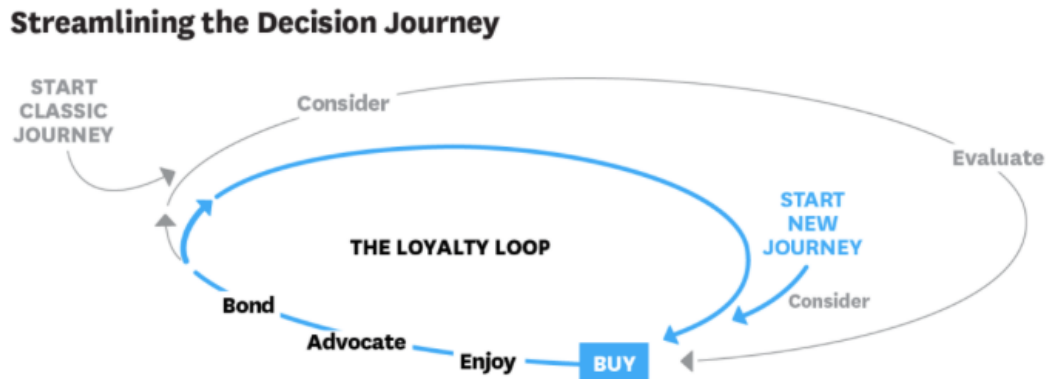 Streamlining the Decision Journey
START
CLASSIC
JOURNEY
Consider
Evaluate
START
NEW
JOURNEY
THE LOYALTY LOOP
Consider
Bond
Advocate
Enjoy
BUY